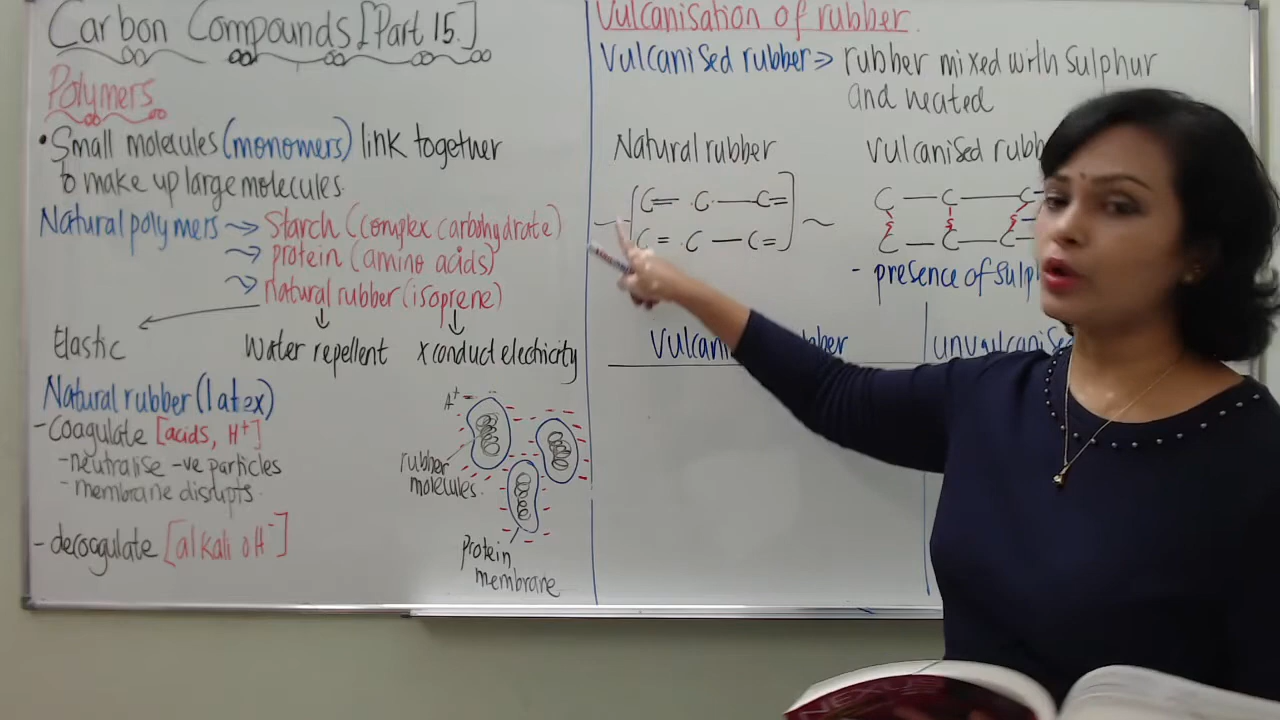 Carbon Compounds [Part 15.]
Polymers
• Small molecules (monomers) link together
to make up large molecules.
Natural polymers → Starch (complex carbohydrate)
→ protein (amino acids)
→ natural rubber (isoprene)
Elastic
Water repellent
x conduct electricity
Natural rubber (latex)
- Coagulate [acids, H+]
- neutralise -ve particles
- membrane disrupts.
- decoagulate [alkali OH-]
A+
rubber
molecules.
protein
membrane
Vulcanisation of rubber.
Vulcanised rubber => rubber mixed with Sulphur
and heated
Natural rubber
C = C - C =
C = C - C =
Vulcanised rubb
C - C - C
C - C - C
- presence of Sulp
Vulcani
bber
unvulcanised